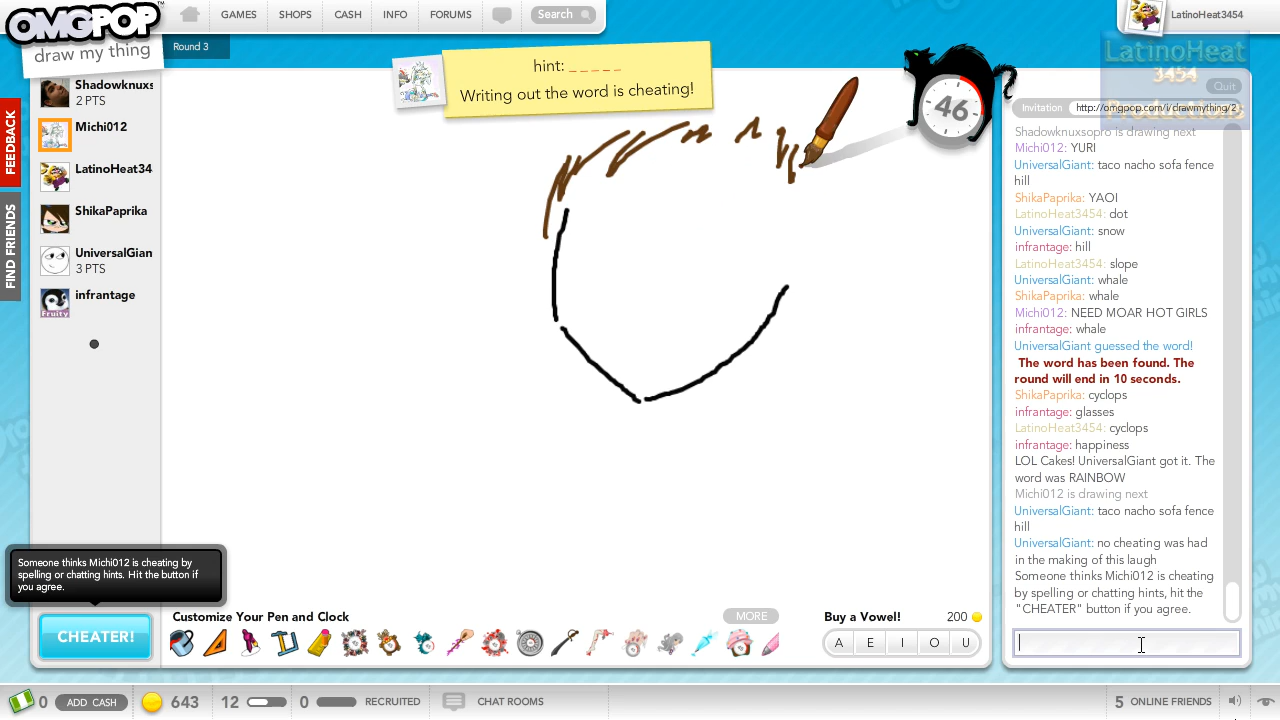 OMGPOP™
GAMES
SHOPS
CASH
INFO
FORUMS
Search
LatinoHeat3454
draw my thing
Round 3
LatinoHeat
3454
Productions
hint: _ _ _ _ _
Writing out the word is cheating!
46
Quit
Invitation
http://omgpop.com/i/drawmything/2
FEEDBACK
FIND FRIENDS
Shadowknuxs
2 PTS
Michi012
LatinoHeat34
ShikaPaprika
UniversalGian
3 PTS
infrantage
Fruity
Shadowknuxsopro is drawing next
Michi012: YURI
UniversalGiant: taco nacho sofa fence
hill
ShikaPaprika: YAOI
LatinoHeat3454: dot
UniversalGiant: snow
infrantage: hill
LatinoHeat3454: slope
UniversalGiant: whale
ShikaPaprika: whale
Michi012: NEED MOAR HOT GIRLS
infrantage: whale
UniversalGiant guessed the word!
The word has been found. The
round will end in 10 seconds.
ShikaPaprika: cyclops
infrantage: glasses
LatinoHeat3454: cyclops
infrantage: happiness
LOL Cakes! UniversalGiant got it. The
word was RAINBOW
Michi012 is drawing next
UniversalGiant: taco nacho sofa fence
hill
UniversalGiant: no cheating was had
in the making of this laugh
Someone thinks Michi012 is cheating
by spelling or chatting hints, hit the
"CHEATER" button if you agree.
Someone thinks Michi012 is cheating by
spelling or chatting hints. Hit the button if
you agree.
CHEATER!
Customize Your Pen and Clock
MORE
Buy a Vowel!
200
A E I O U
0
ADD CASH
643
12
0
RECRUITED
CHAT ROOMS
5 ONLINE FRIENDS